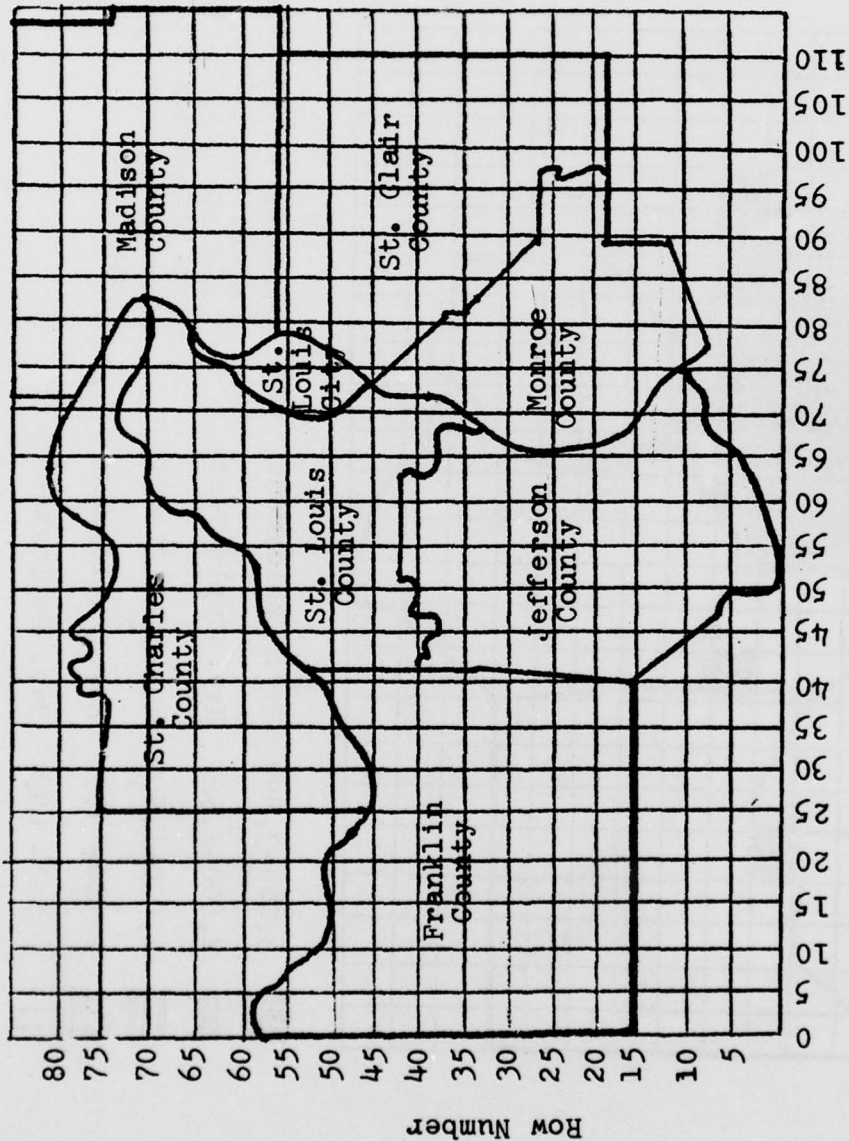 Row Number
80
75
70
65
60
55
50
45
40
35
30
25
20
15
10
5
Madison
County
St. Clair
County
St.
Louis
City
Monroe
County
St. Louis
County
Jefferson
County
St. Charles
County
Franklin
County
0
5
10
15
20
25
30
35
40
45
50
55
60
65
70
75
80
85
90
95
100
105
110